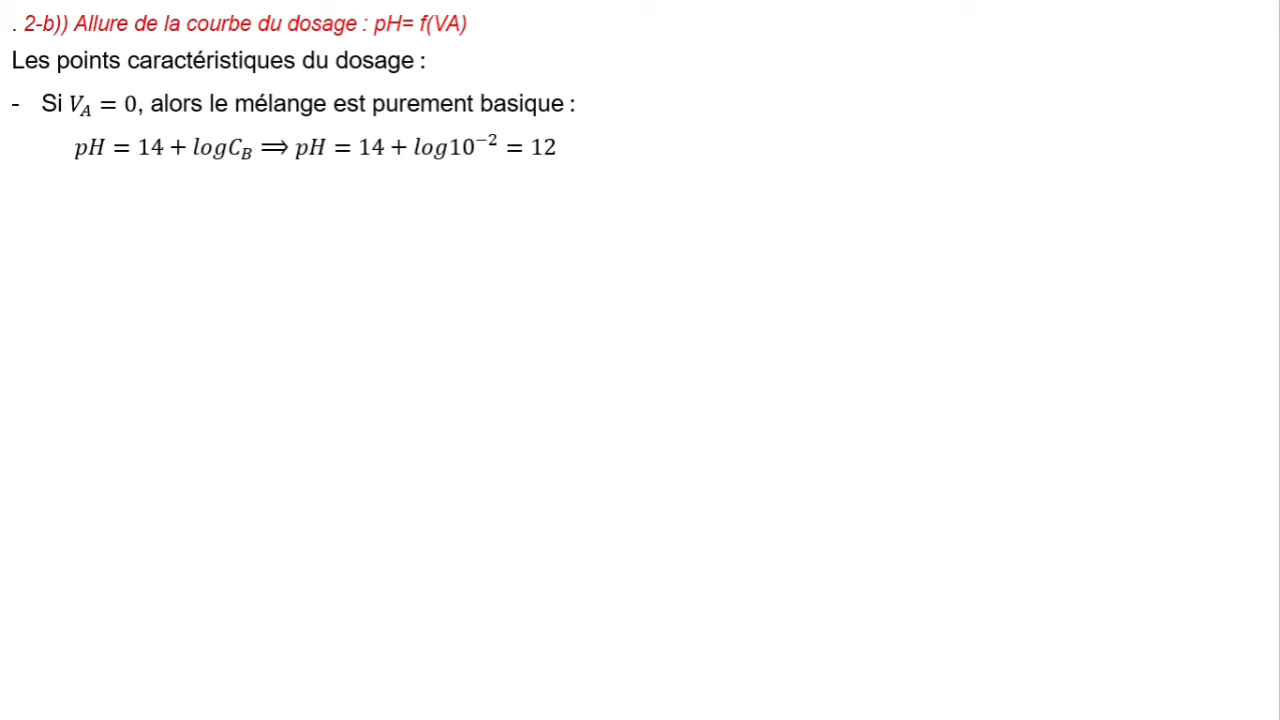 . 2-b)) Allure de la courbe du dosage : pH= f(VA)
Les points caractéristiques du dosage :
- Si V_A = 0, alors le mélange est purement basique :
pH = 14 + logC_B ⟹ pH = 14 + log10⁻² = 12